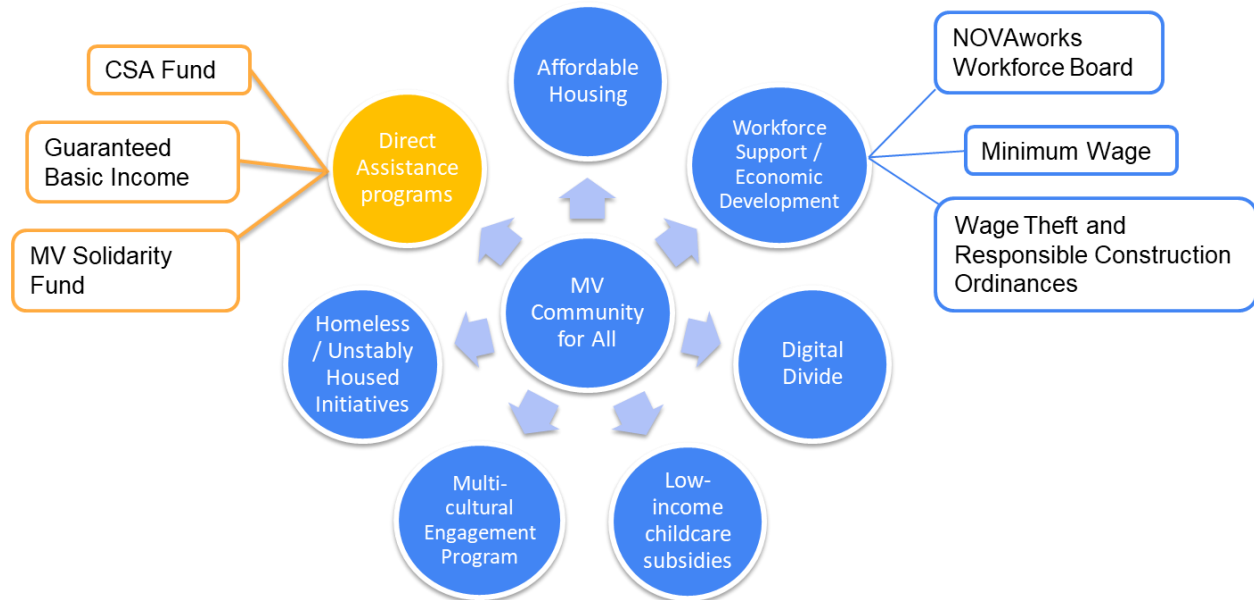 CSA Fund
Guaranteed
Basic Income
MV Solidarity
Fund
Direct
Assistance
programs
Affordable
Housing
Workforce
Support /
Economic
Development
NOVAworks
Workforce Board
Minimum Wage
Wage Theft and
Responsible Construction
Ordinances
MV
Community
for All
Homeless
/ Unstably
Housed
Initiatives
Digital
Divide
Multi-
cultural
Engagement
Program
Low-
income
childcare
subsidies